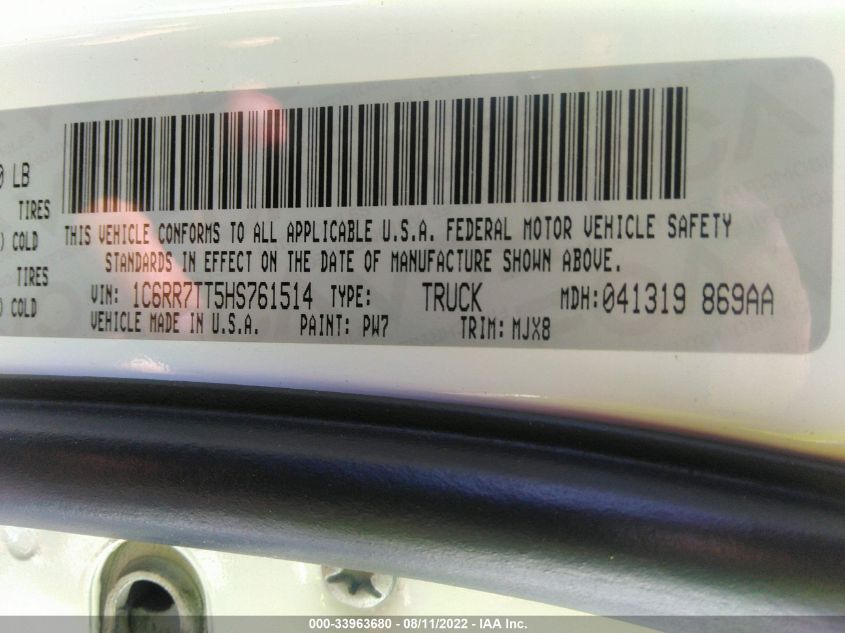 0 LB
TIRES
) COLD
TIRES
) COLD
THIS VEHICLE CONFORMS TO ALL APPLICABLE U.S.A. FEDERAL MOTOR VEHICLE SAFETY
STANDARDS IN EFFECT ON THE DATE OF MANUFACTURE SHOWN ABOVE.
VIN: 1C6RR7TT5HS761514 TYPE: TRUCK MDH:041319 869AA
VEHICLE MADE IN U.S.A. PAINT: PW7 TRIM: MJX8
000-33963680 - 08/11/2022 - IAA Inc.